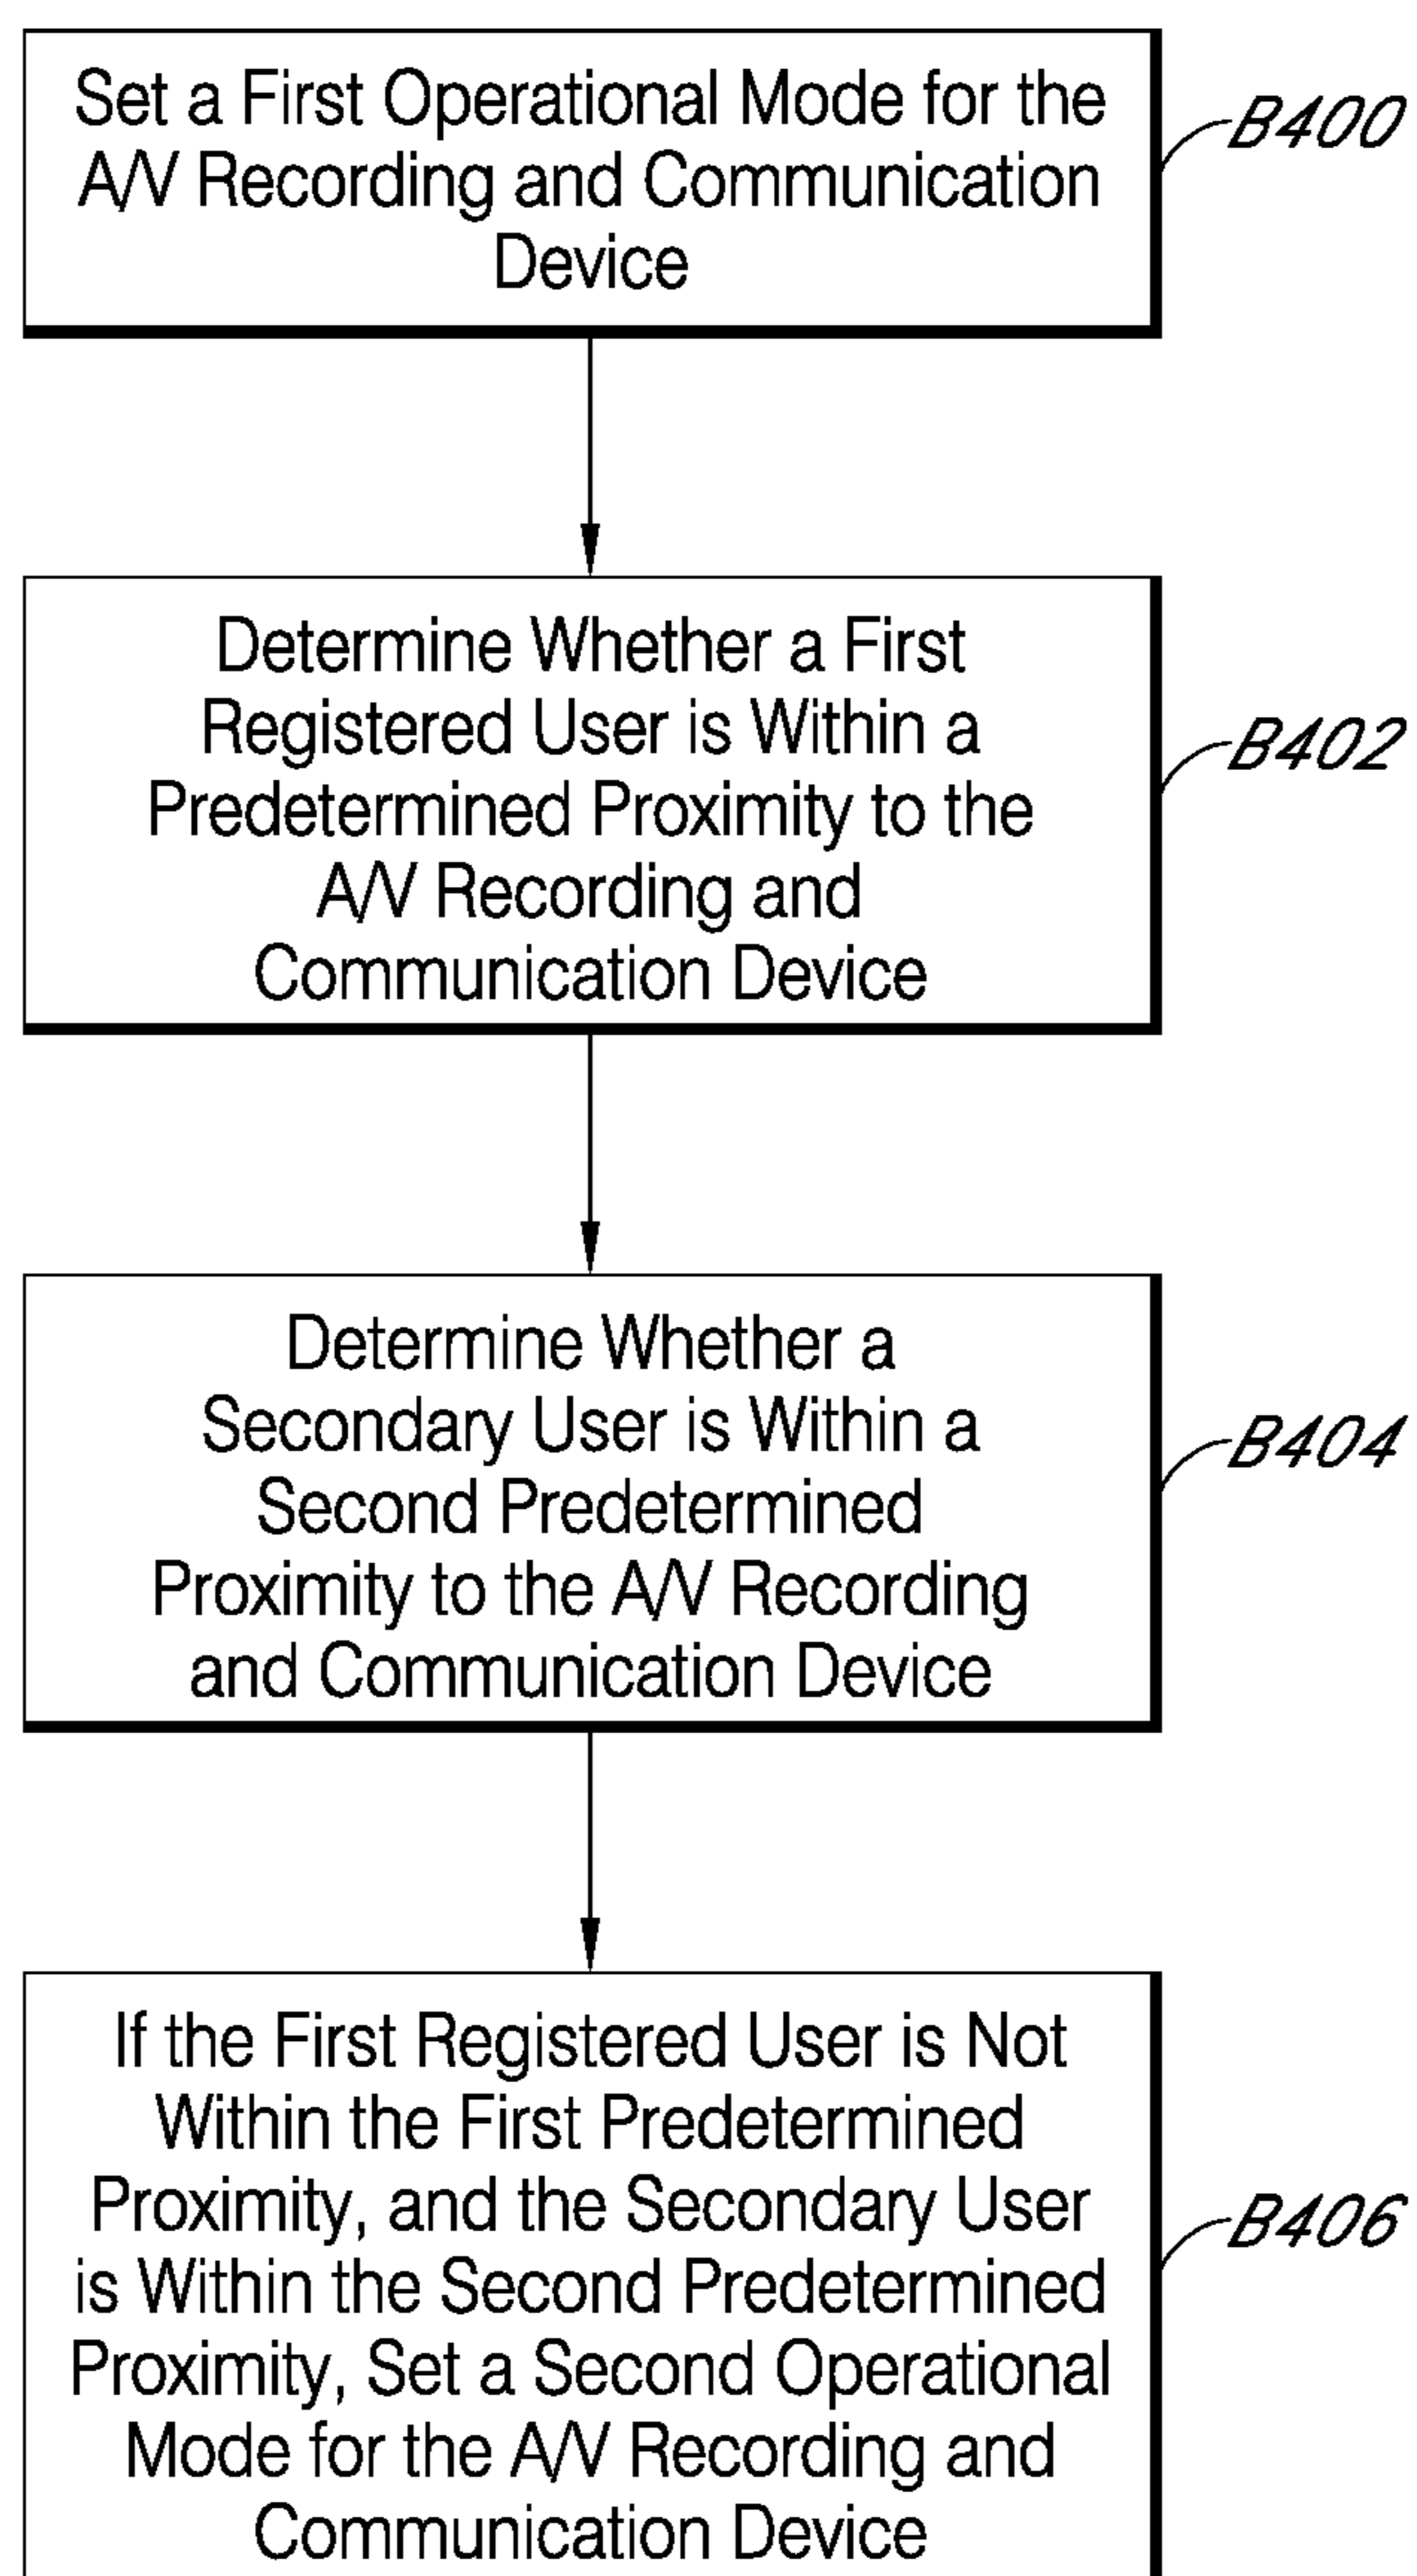 Set a First Operational Mode for the
A/V Recording and Communication
Device
B400
Determine Whether a First
Registered User is Within a
Predetermined Proximity to the
A/V Recording and
Communication Device
B402
Determine Whether a
Secondary User is Within a
Second Predetermined
Proximity to the A/V Recording
and Communication Device
B404
If the First Registered User is Not
Within the First Predetermined
Proximity, and the Secondary User
is Within the Second Predetermined
Proximity, Set a Second Operational
Mode for the A/V Recording and
Communication Device
B406